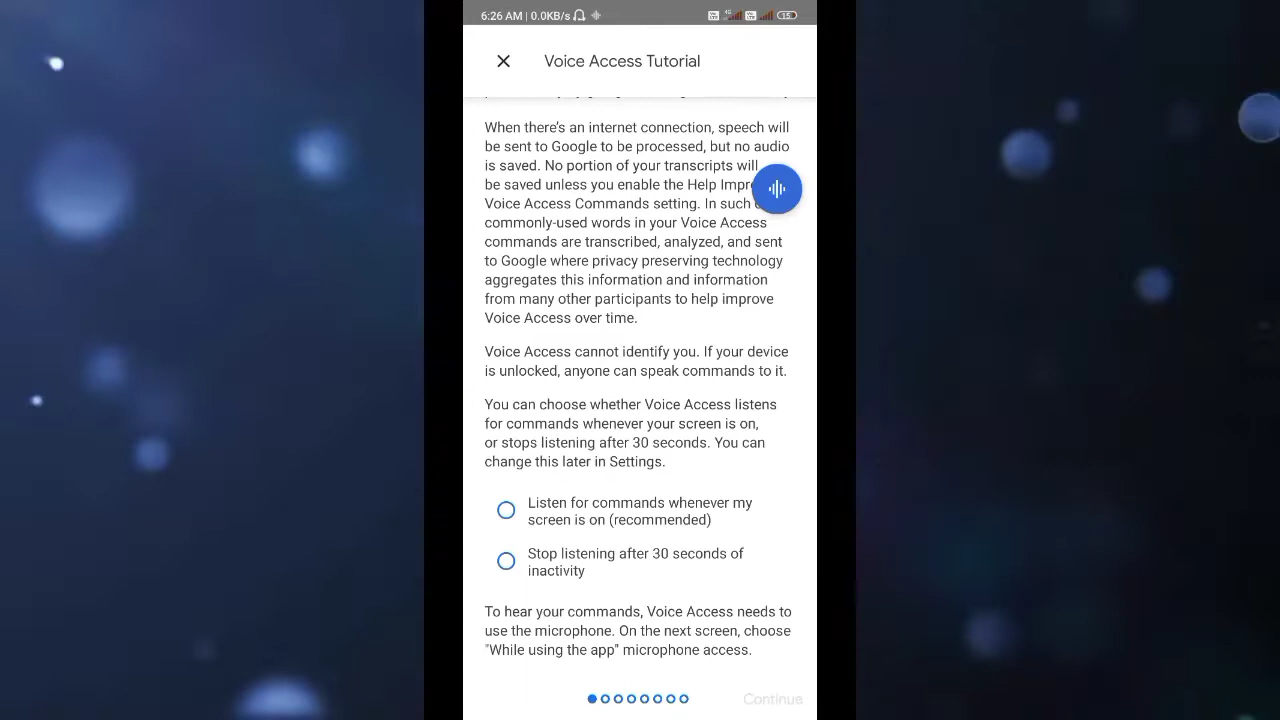 6:26 AM | 0.0KB/s
4G
15
Voice Access Tutorial
When there's an internet connection, speech will
be sent to Google to be processed, but no audio
is saved. No portion of your transcripts will
be saved unless you enable the Help
Voice Access Commands setting. In such
commonly-used words in your Voice Access
commands are transcribed, analyzed, and sent
to Google where privacy preserving technology
aggregates this information and information
from many other participants to help improve
Voice Access over time.
Voice Access cannot identify you. If your device
is unlocked, anyone can speak commands to it.
You can choose whether Voice Access listens
for commands whenever your screen is on,
or stops listening after 30 seconds. You can
change this later in Settings.
Listen for commands whenever my
screen is on (recommended)
Stop listening after 30 seconds of
inactivity
To hear your commands, Voice Access needs to
use the microphone. On the next screen, choose
"While using the app" microphone access.
Continue